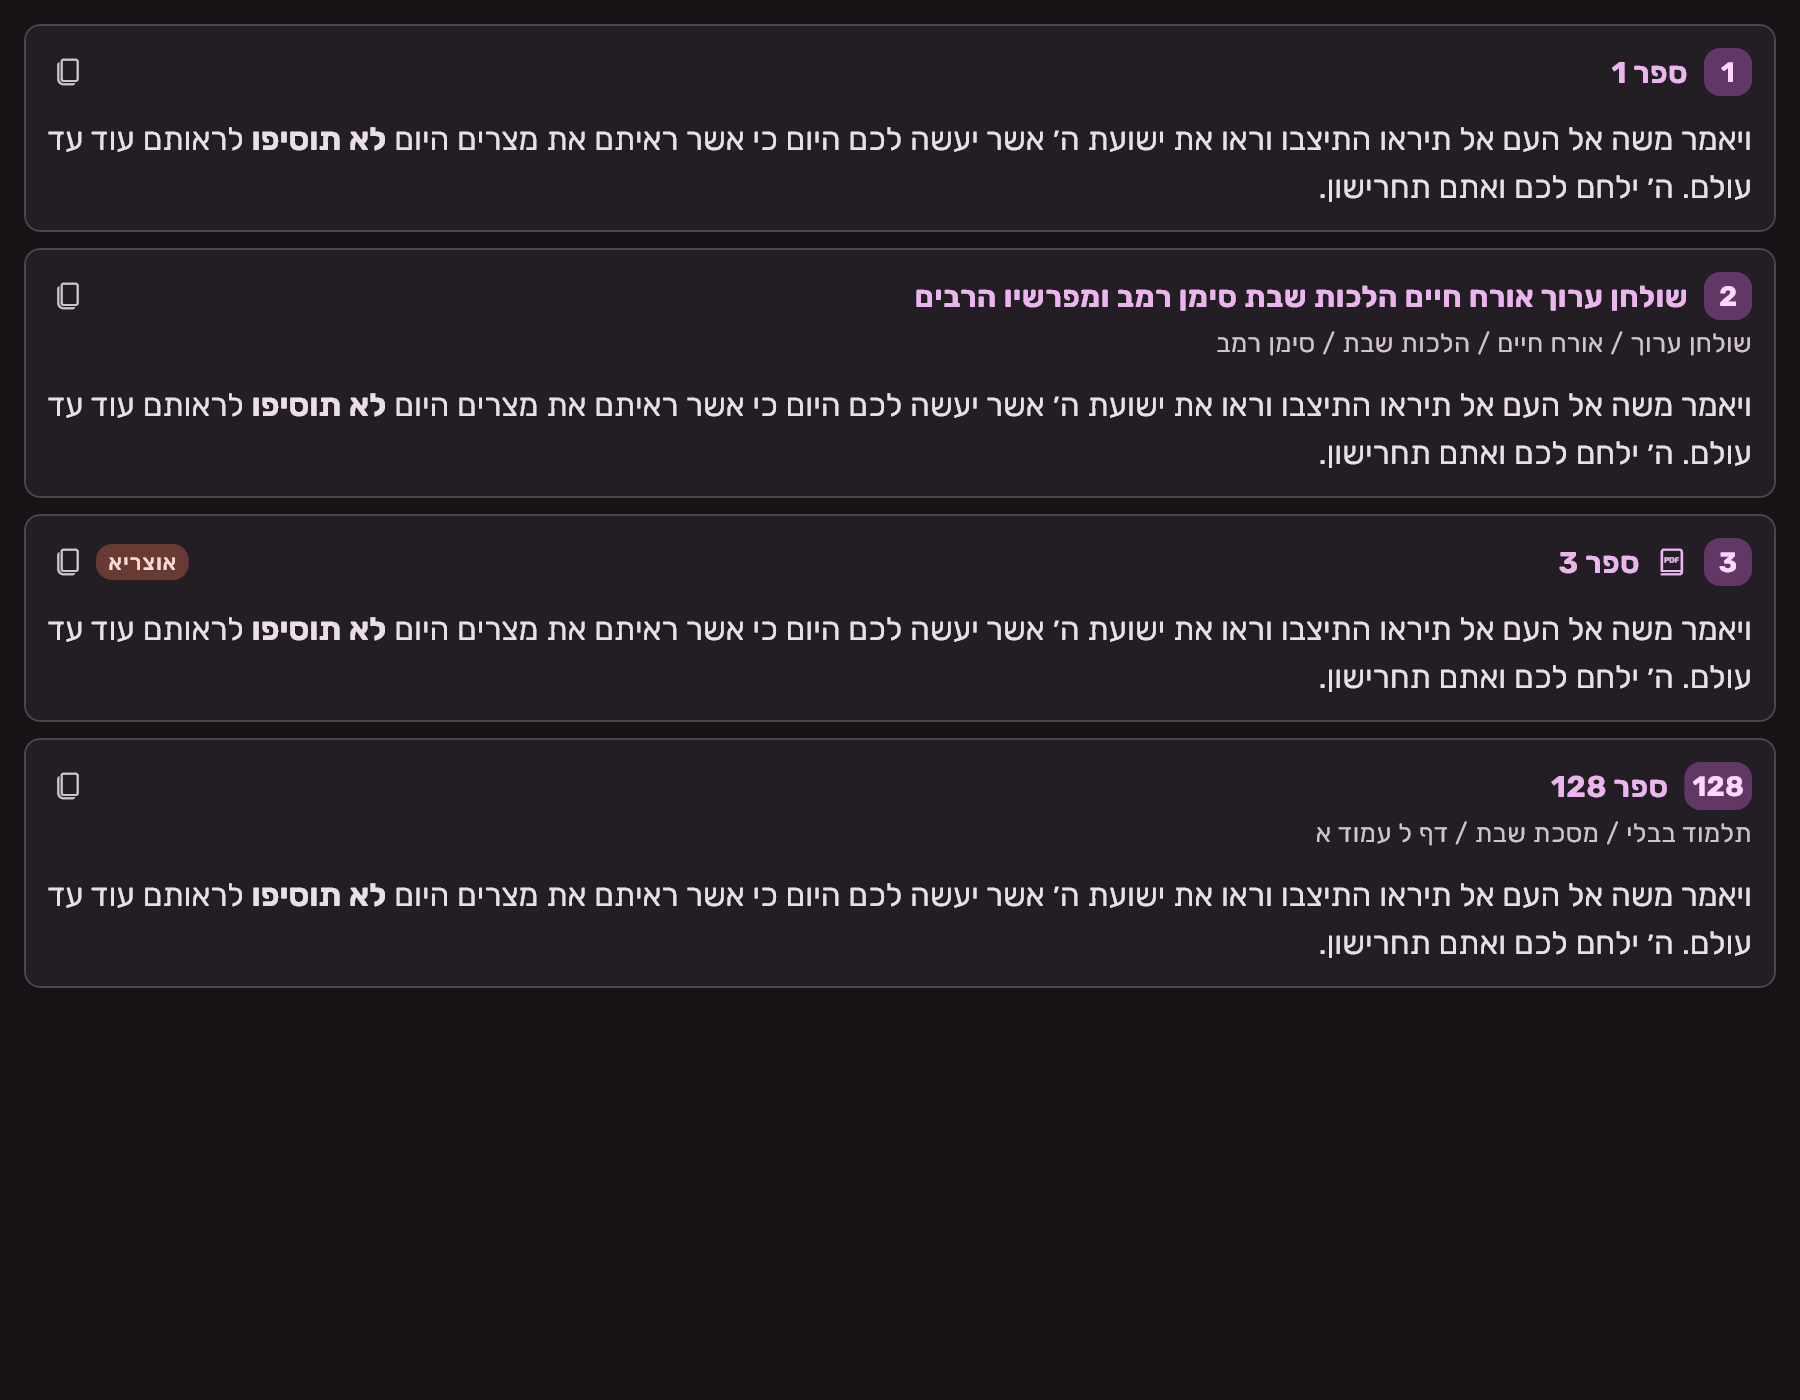 1 ספר 1
ויאמר משה אל העם אל תיראו התיצבו וראו את ישועת ה׳ אשר יעשה לכם היום כי אשר ראיתם את מצרים היום לא תוסיפו לראותם עוד עד
עולם. ה׳ ילחם לכם ואתם תחרישון.
2 שולחן ערוך אורח חיים הלכות שבת סימן רמב ומפרשיו הרבים
שולחן ערוך / אורח חיים / הלכות שבת / סימן רמב
ויאמר משה אל העם אל תיראו התיצבו וראו את ישועת ה׳ אשר יעשה לכם היום כי אשר ראיתם את מצרים היום לא תוסיפו לראותם עוד עד
עולם. ה׳ ילחם לכם ואתם תחרישון.
3 PDF ספר 3 אוצריא
ויאמר משה אל העם אל תיראו התיצבו וראו את ישועת ה׳ אשר יעשה לכם היום כי אשר ראיתם את מצרים היום לא תוסיפו לראותם עוד עד
עולם. ה׳ ילחם לכם ואתם תחרישון.
128 ספר 128
תלמוד בבלי / מסכת שבת / דף ל עמוד א
ויאמר משה אל העם אל תיראו התיצבו וראו את ישועת ה׳ אשר יעשה לכם היום כי אשר ראיתם את מצרים היום לא תוסיפו לראותם עוד עד
עולם. ה׳ ילחם לכם ואתם תחרישון.